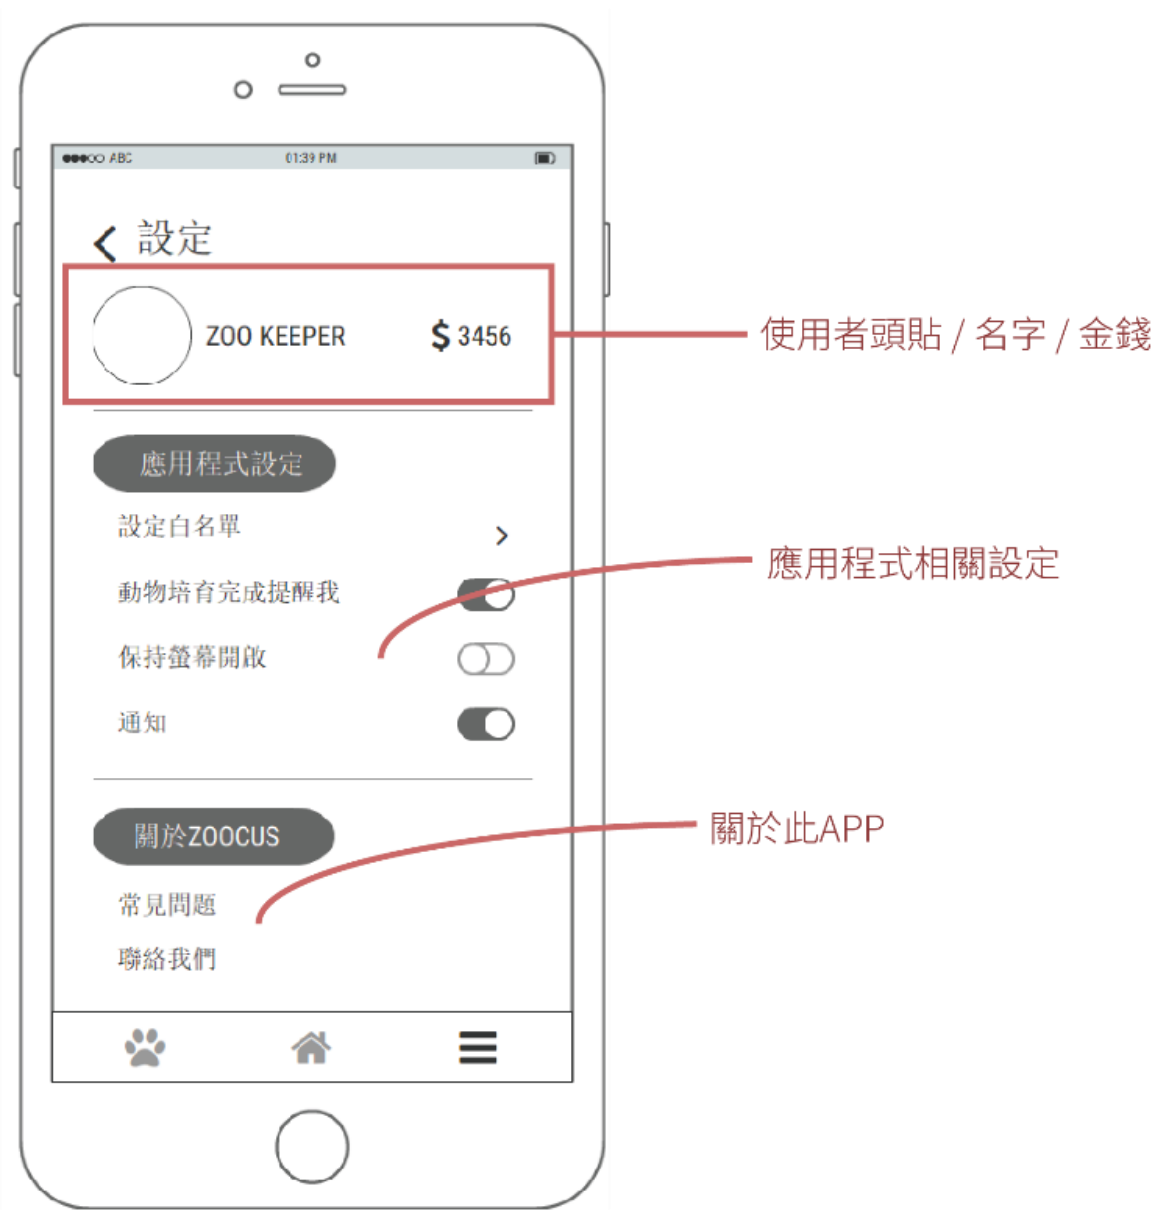 ABC 01:39 PM
設定
ZOO KEEPER $ 3456
使用者頭貼 / 名字 / 金錢
應用程式設定
設定白名單
動物培育完成提醒我
應用程式相關設定
保持螢幕開啟
通知
關於ZOOCUS
關於此APP
常見問題
聯絡我們